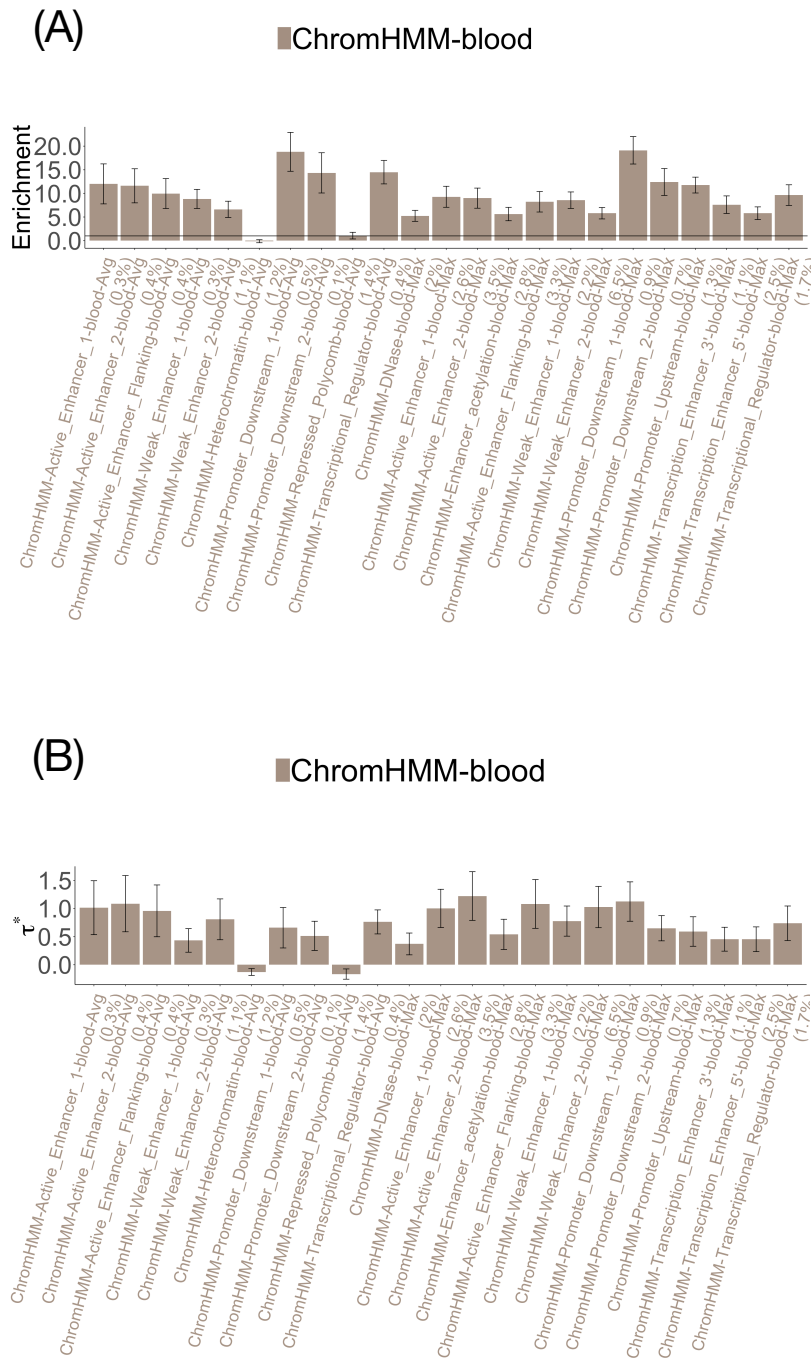 (A)
ChromHMM-blood
Enrichment
20.0
15.0
10.0
5.0
0.0
ChromHMM-Active_Enhancer_1-blood-Avg
(0.3%)
ChromHMM-Active_Enhancer_2-blood-Avg
(0.4%)
ChromHMM-Active_Enhancer_Flanking-blood-Avg
(0.4%)
ChromHMM-Weak_Enhancer_1-blood-Avg
(0.3%)
ChromHMM-Weak_Enhancer_2-blood-Avg
(1.1%)
ChromHMM-Heterochromatin-blood-Avg
(1.2%)
ChromHMM-Promoter_Downstream_1-blood-Avg
(0.5%)
ChromHMM-Promoter_Downstream_2-blood-Avg
(0.1%)
ChromHMM-Repressed_Polycomb-blood-Avg
(1.4%)
ChromHMM-Transcriptional_Regulator-blood-Avg
(0.4%)
ChromHMM-DNase-blood-Max
(2%)
ChromHMM-Active_Enhancer_1-blood-Max
(2.6%)
ChromHMM-Active_Enhancer_2-blood-Max
(3.5%)
ChromHMM-Enhancer_acetylation-blood-Max
(2.8%)
ChromHMM-Active_Enhancer_Flanking-blood-Max
(3.3%)
ChromHMM-Weak_Enhancer_1-blood-Max
(2.2%)
ChromHMM-Weak_Enhancer_2-blood-Max
(6.5%)
ChromHMM-Promoter_Downstream_1-blood-Max
(0.9%)
ChromHMM-Promoter_Downstream_2-blood-Max
(0.7%)
ChromHMM-Promoter_Upstream-blood-Max
(1.3%)
ChromHMM-Transcription_Enhancer_3'-blood-Max
(1.1%)
ChromHMM-Transcription_Enhancer_5'-blood-Max
(2.5%)
ChromHMM-Transcriptional_Regulator-blood-Max
(1.7%)
(B)
ChromHMM-blood
τ*
1.5
1.0
0.5
0.0
ChromHMM-Active_Enhancer_1-blood-Avg
(0.3%)
ChromHMM-Active_Enhancer_2-blood-Avg
(0.4%)
ChromHMM-Active_Enhancer_Flanking-blood-Avg
(0.4%)
ChromHMM-Weak_Enhancer_1-blood-Avg
(0.3%)
ChromHMM-Weak_Enhancer_2-blood-Avg
(1.1%)
ChromHMM-Heterochromatin-blood-Avg
(1.2%)
ChromHMM-Promoter_Downstream_1-blood-Avg
(0.5%)
ChromHMM-Promoter_Downstream_2-blood-Avg
(0.1%)
ChromHMM-Repressed_Polycomb-blood-Avg
(1.4%)
ChromHMM-Transcriptional_Regulator-blood-Avg
(0.4%)
ChromHMM-DNase-blood-Max
(2%)
ChromHMM-Active_Enhancer_1-blood-Max
(2.6%)
ChromHMM-Active_Enhancer_2-blood-Max
(3.5%)
ChromHMM-Enhancer_acetylation-blood-Max
(2.8%)
ChromHMM-Active_Enhancer_Flanking-blood-Max
(3.3%)
ChromHMM-Weak_Enhancer_1-blood-Max
(2.2%)
ChromHMM-Weak_Enhancer_2-blood-Max
(6.5%)
ChromHMM-Promoter_Downstream_1-blood-Max
(0.9%)
ChromHMM-Promoter_Downstream_2-blood-Max
(0.7%)
ChromHMM-Promoter_Upstream-blood-Max
(1.3%)
ChromHMM-Transcription_Enhancer_3'-blood-Max
(1.1%)
ChromHMM-Transcription_Enhancer_5'-blood-Max
(2.5%)
ChromHMM-Transcriptional_Regulator-blood-Max
(1.7%)